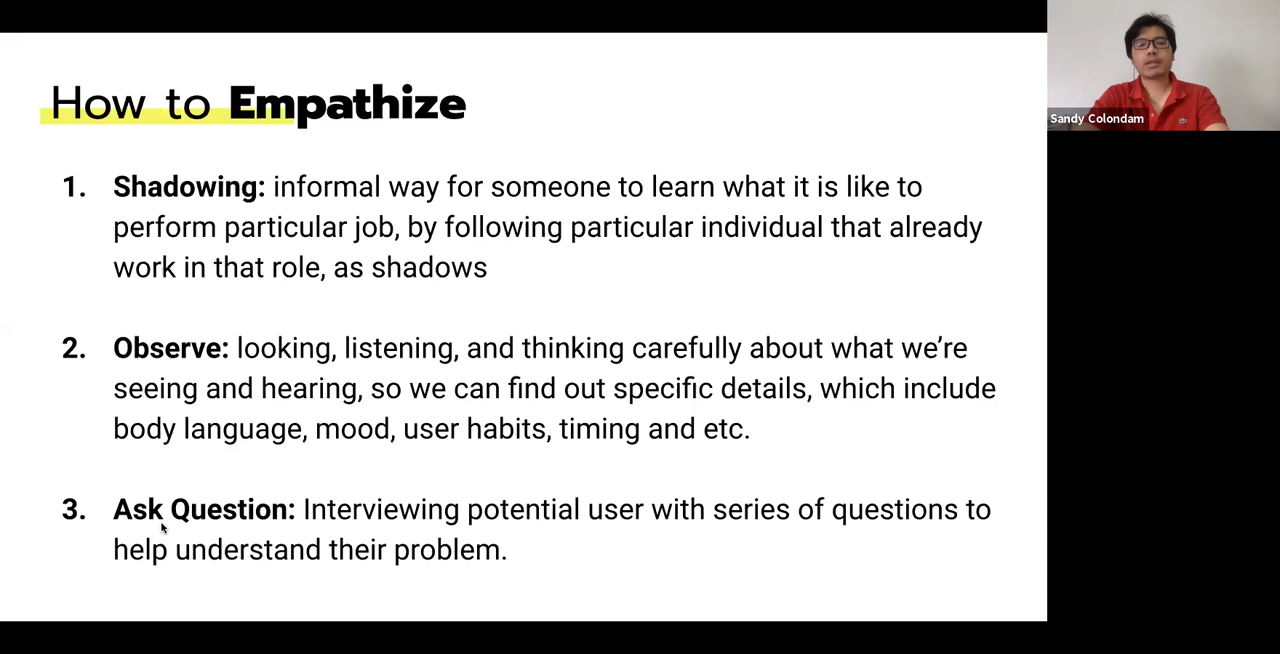 How to Empathize
1. Shadowing: informal way for someone to learn what it is like to
perform particular job, by following particular individual that already
work in that role, as shadows
2. Observe: looking, listening, and thinking carefully about what we’re
seeing and hearing, so we can find out specific details, which include
body language, mood, user habits, timing and etc.
3. Ask Question: Interviewing potential user with series of questions to
help understand their problem.
Sandy Colondam